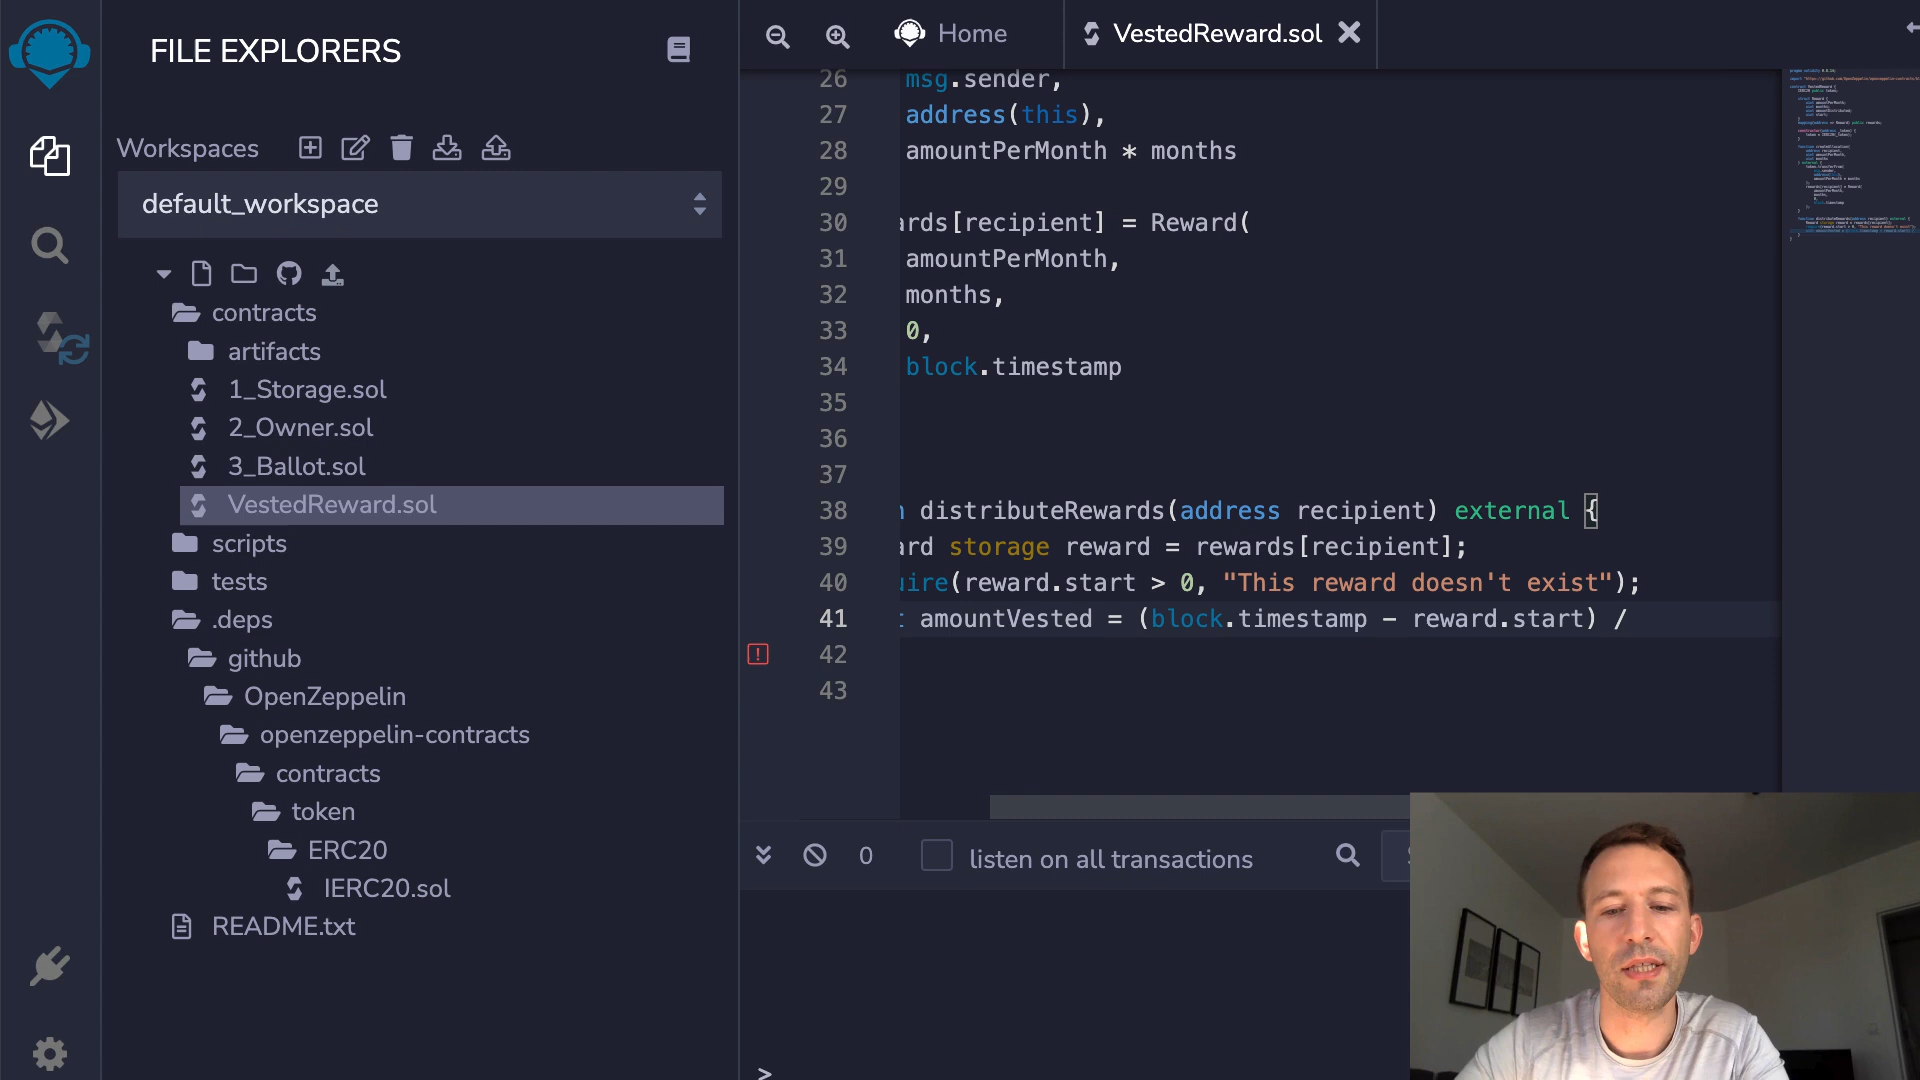 FILE EXPLORERS
Workspaces
default_workspace
contracts
artifacts
1_Storage.sol
2_Owner.sol
3_Ballot.sol
VestedReward.sol
scripts
tests
.deps
github
OpenZeppelin
openzeppelin-contracts
contracts
token
ERC20
IERC20.sol
README.txt
Home
VestedReward.sol
26 msg.sender,
27 address(this),
28 amountPerMonth * months
29
30 rds[recipient] = Reward(
31 amountPerMonth,
32 months,
33 0,
34 block.timestamp
35
36
37
38 n distributeRewards(address recipient) external {
39 ard storage reward = rewards[recipient];
40 uire(reward.start > 0, "This reward doesn't exist");
41 t amountVested = (block.timestamp - reward.start) /
42
43
0
listen on all transactions
>